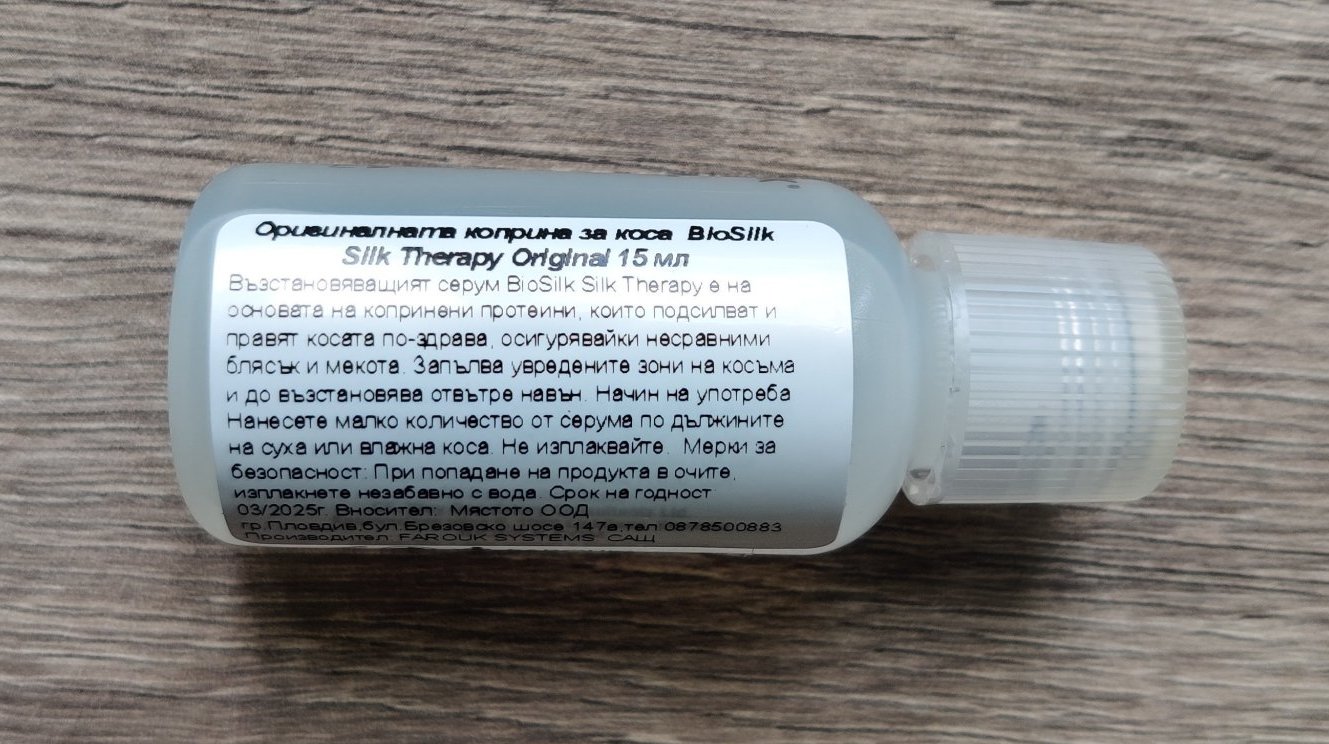 Оригиналната коприна за коса BioSilk
Silk Therapy Original 15 мл
Възстановяващият серум BioSilk Silk Therapy е на
основата на копринени протеини, които подсилват и
правят косата по-здрава, осигурявайки несравними
блясък и мекота. Запълва увредените зони на косъма
и до възстановява отвътре навън. Начин на употреба
Нанесете малко количество от серума по дължините
на суха или влажна коса. Не изплаквайте. Мерки за
безопасност: При попадане на продукта в очите,
изплакнете незабавно с вода. Срок на годност
03/2025г. Вносител: Мястото ООД
гр.Пловдив,бул.Брезовско шосе 147а,тел:0878500883
Производител: FAROUK SYSTEMS, САЩ